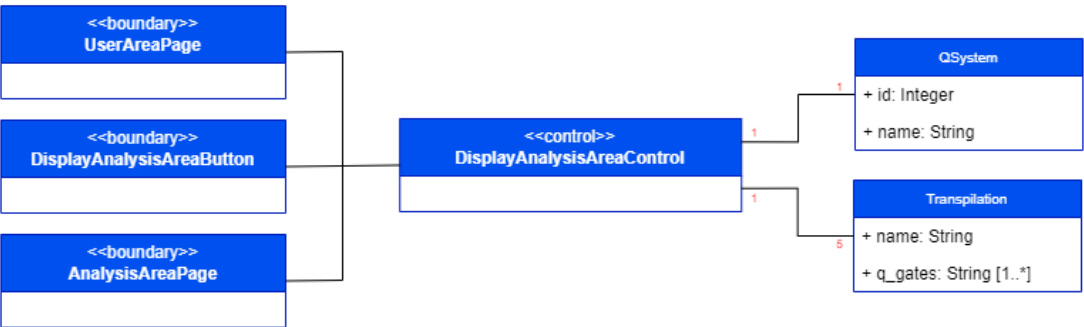 <<boundary>>
UserAreaPage
<<boundary>>
DisplayAnalysisAreaButton
<<boundary>>
AnalysisAreaPage
<<control>>
DisplayAnalysisAreaControl
1
1
1
5
QSystem
+ id: Integer
+ name: String
Transpilation
+ name: String
+ q_gates: String [1..*]